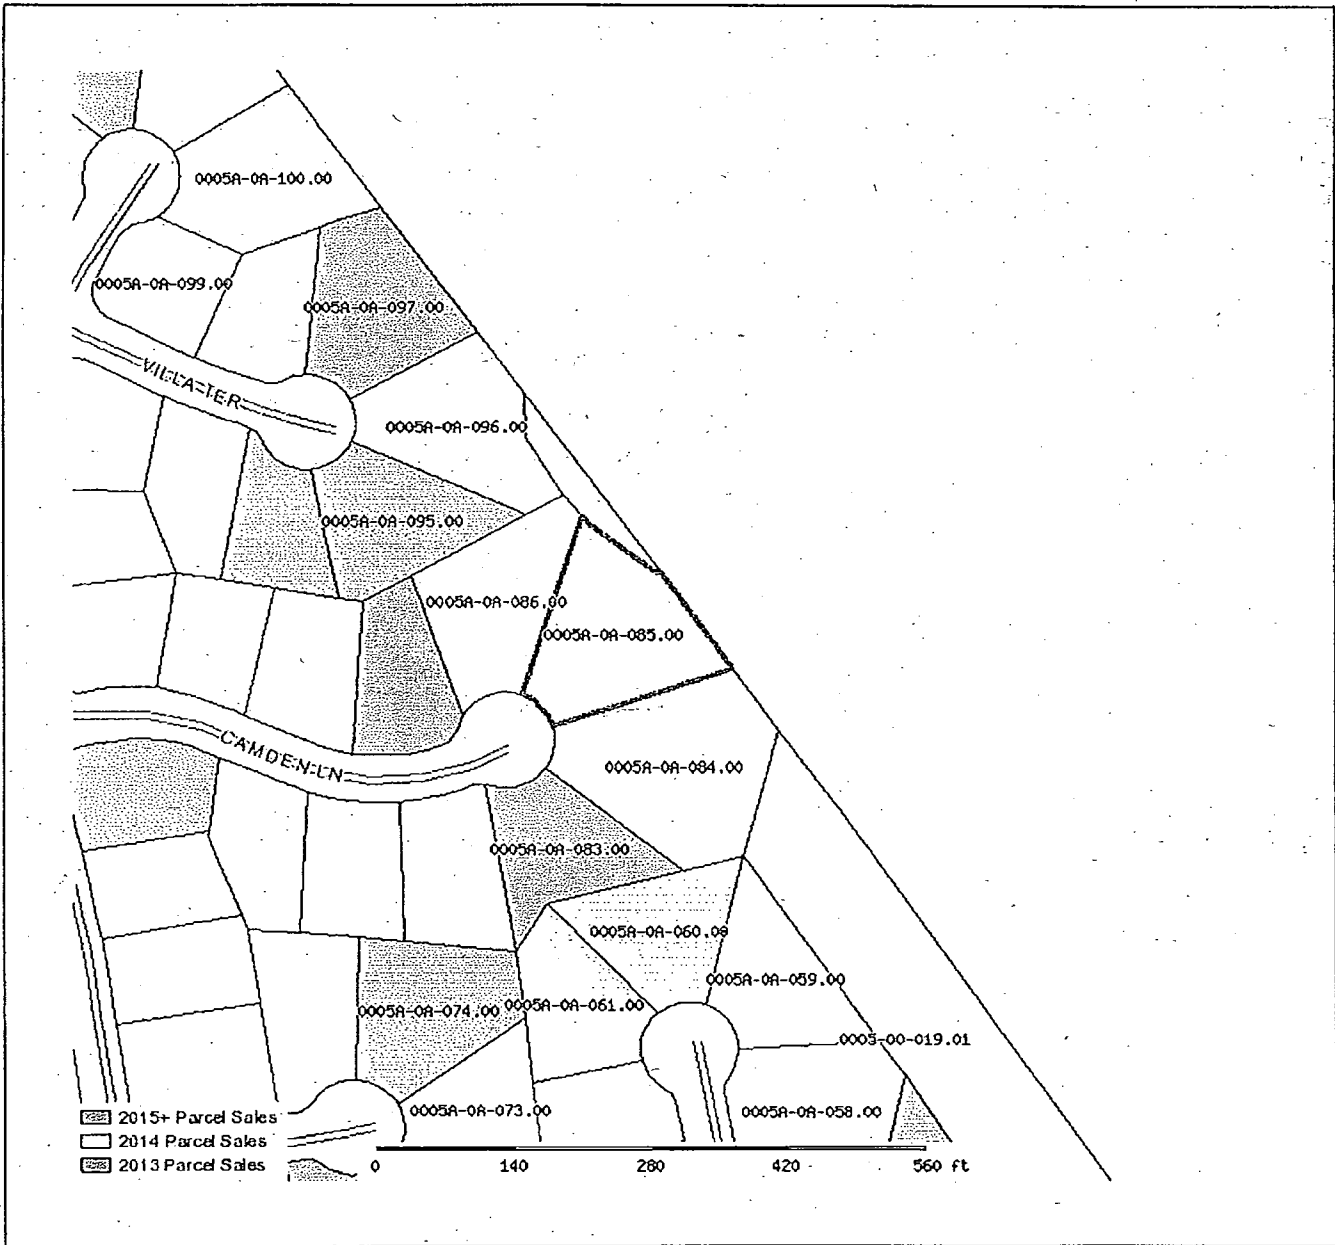 0005A-0A-100.00
0005A-0A-099.00
0005A-0A-097.00
VILLA TER
0005A-0A-096.00
0005A-0A-095.00
0005A-0A-086.00
0005A-0A-085.00
CAMDEN LN
0005A-0A-084.00
0005A-0A-083.00
0005A-0A-060.00
0005A-0A-059.00
0005A-0A-074.00
0005A-0A-061.00
0005-00-019.01
0005A-0A-073.00
0005A-0A-058.00
2015+ Parcel Sales
2014 Parcel Sales
2013 Parcel Sales
0 140 280 420 560 ft